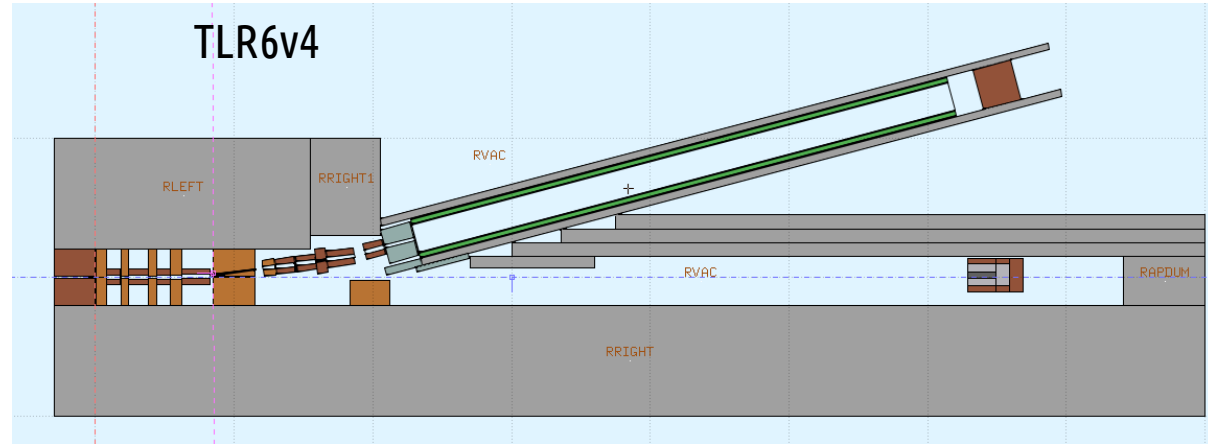 TLR6v4
RVAC
RLEFT
RRIGHT1
RVAC
RAPDUM
RRIGHT